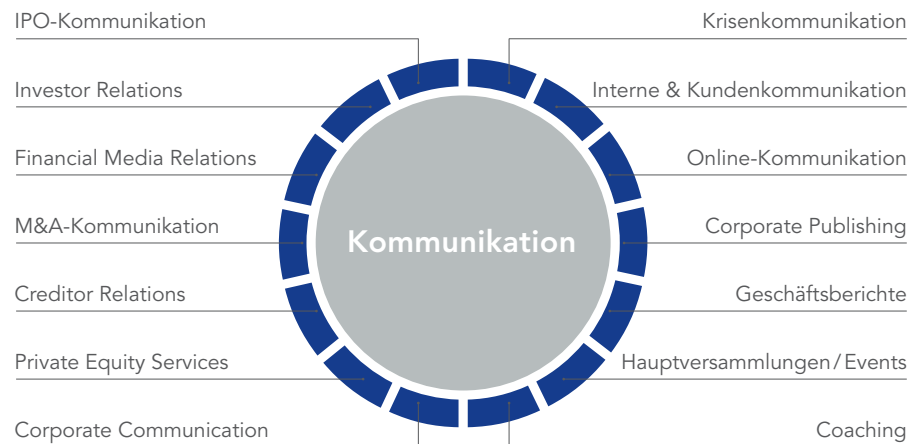 IPO-Kommunikation
Investor Relations
Financial Media Relations
M&A-Kommunikation
Creditor Relations
Private Equity Services
Corporate Communication
Kommunikation
Krisenkommunikation
Interne & Kundenkommunikation
Online-Kommunikation
Corporate Publishing
Geschäftsberichte
Hauptversammlungen / Events
Coaching